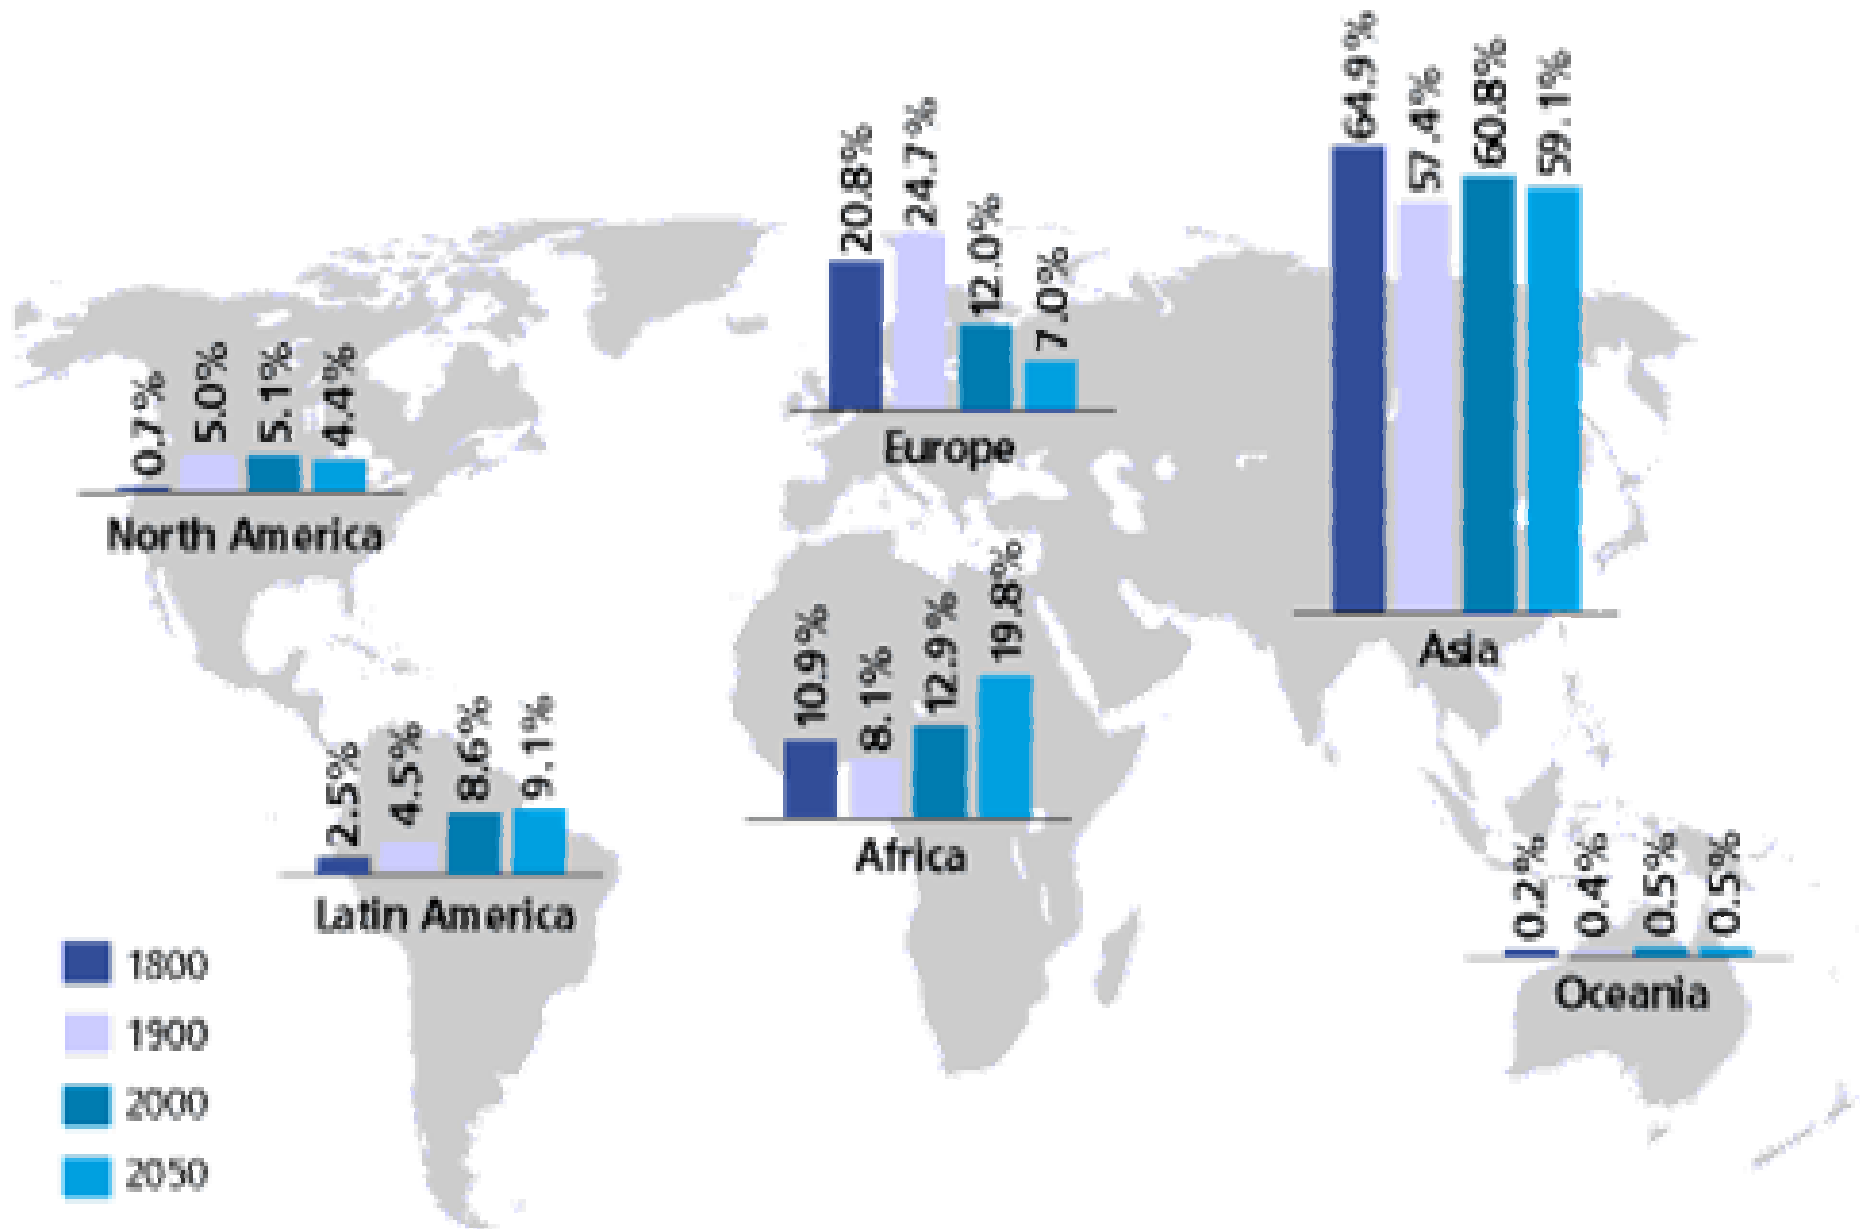 0.7% 5.0% 5.1% 4.4%
North America
20.8% 24.7% 12.0% 7.0%
Europe
64.9% 57.4% 60.8% 59.1%
Asia
2.5% 4.5% 8.6% 9.1%
Latin America
10.9% 8.1% 12.9% 19.8%
Africa
0.2% 0.4% 0.5% 0.5%
Oceania
1800
1900
2000
2050